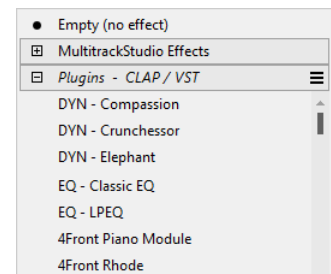 Empty (no effect)
MultitrackStudio Effects
Plugins - CLAP / VST
DYN - Compassion
DYN - Crunchessor
DYN - Elephant
EQ - Classic EQ
EQ - LPEQ
4Front Piano Module
4Front Rhode